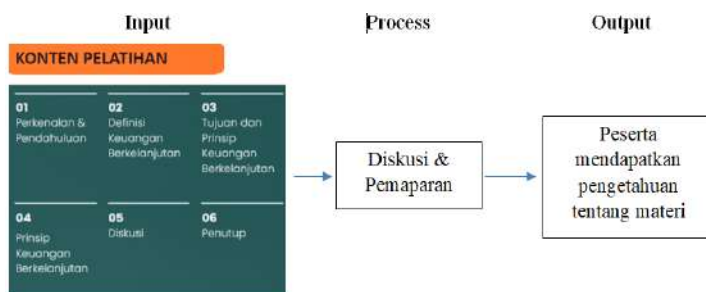 Input
Process
Output
KONTEN PELATIHAN
01
Perkenalan &
Pendahuluan
02
Definisi
Keuangan
Berkelanjutan
03
Tujuan dan
Prinsip
Keuangan
Berkelanjutan
04
Prinsip
Keuangan
Berkelanjutan
05
Diskusi
06
Penutup
Diskusi &
Pemaparan
Peserta
mendapatkan
pengetahuan
tentang materi